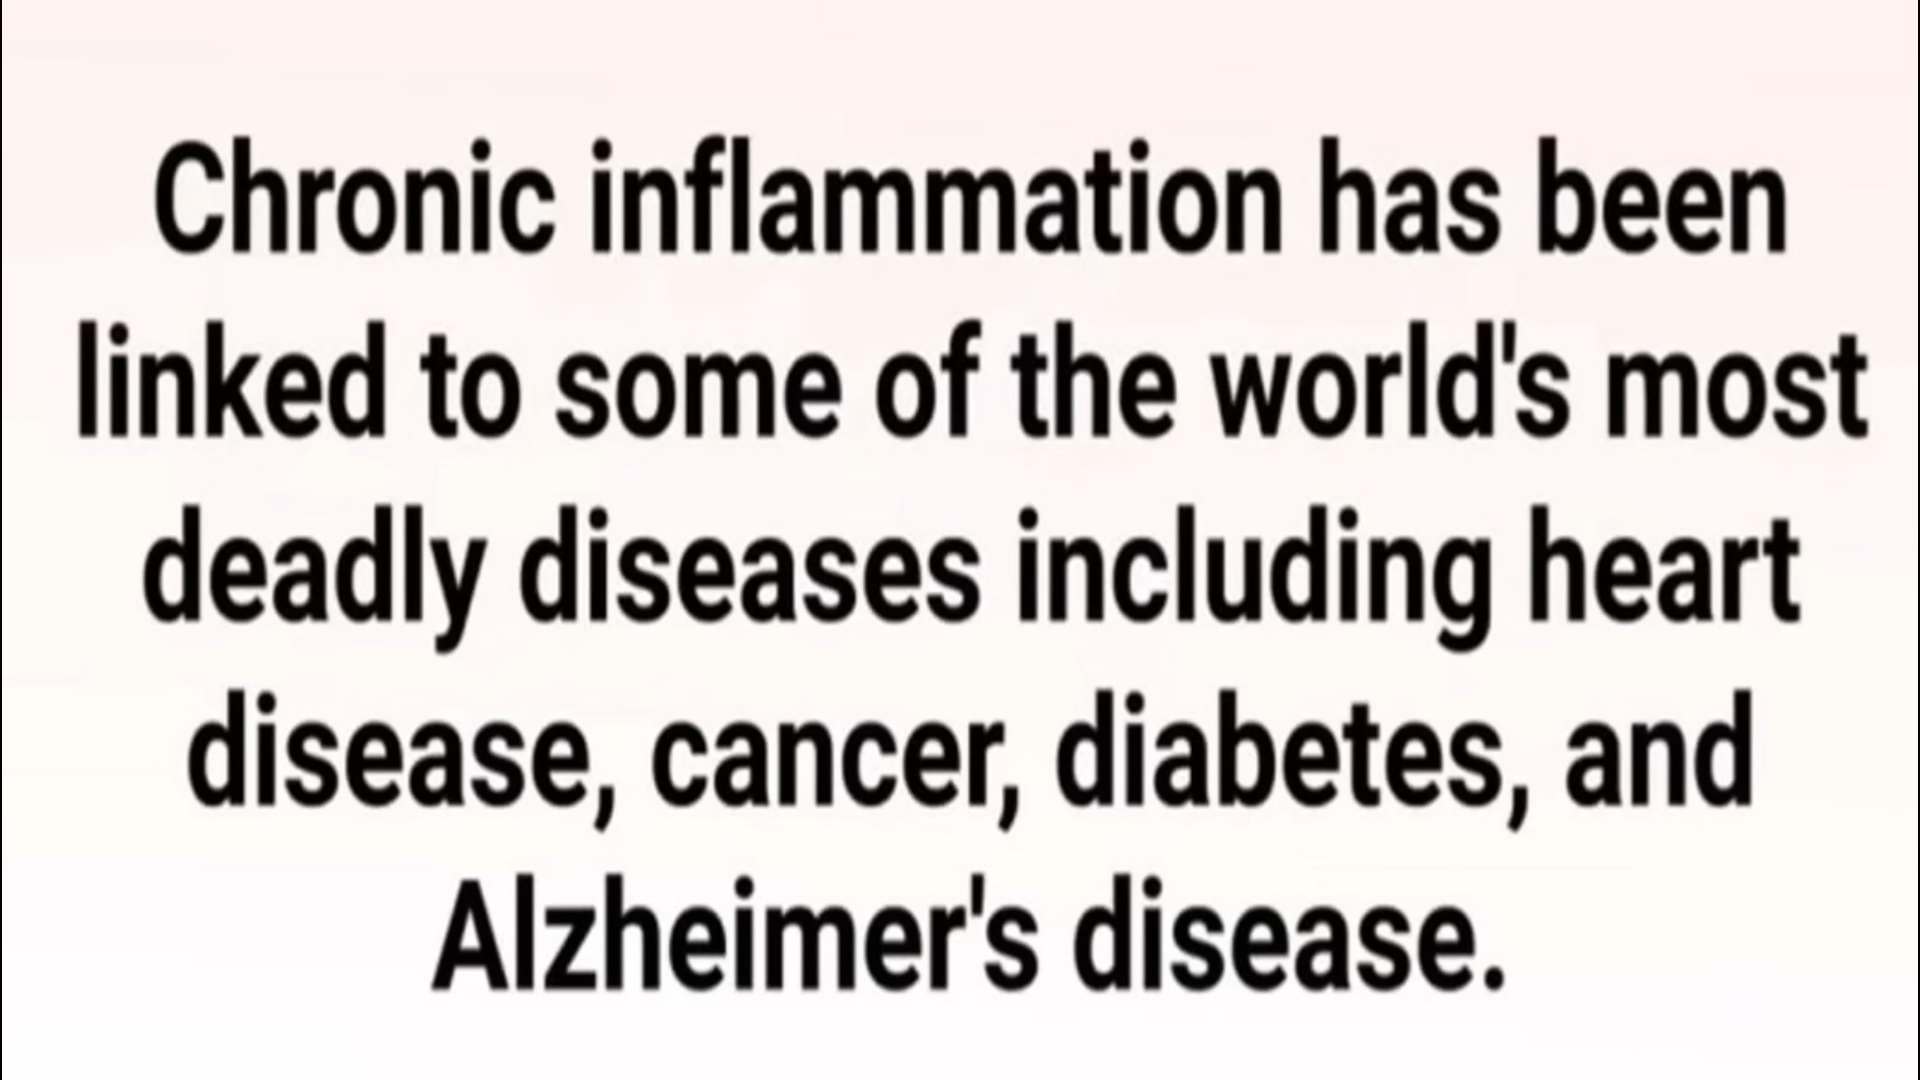 Chronic inflammation has been
linked to some of the world's most
deadly diseases including heart
disease, cancer, diabetes, and
Alzheimer's disease.